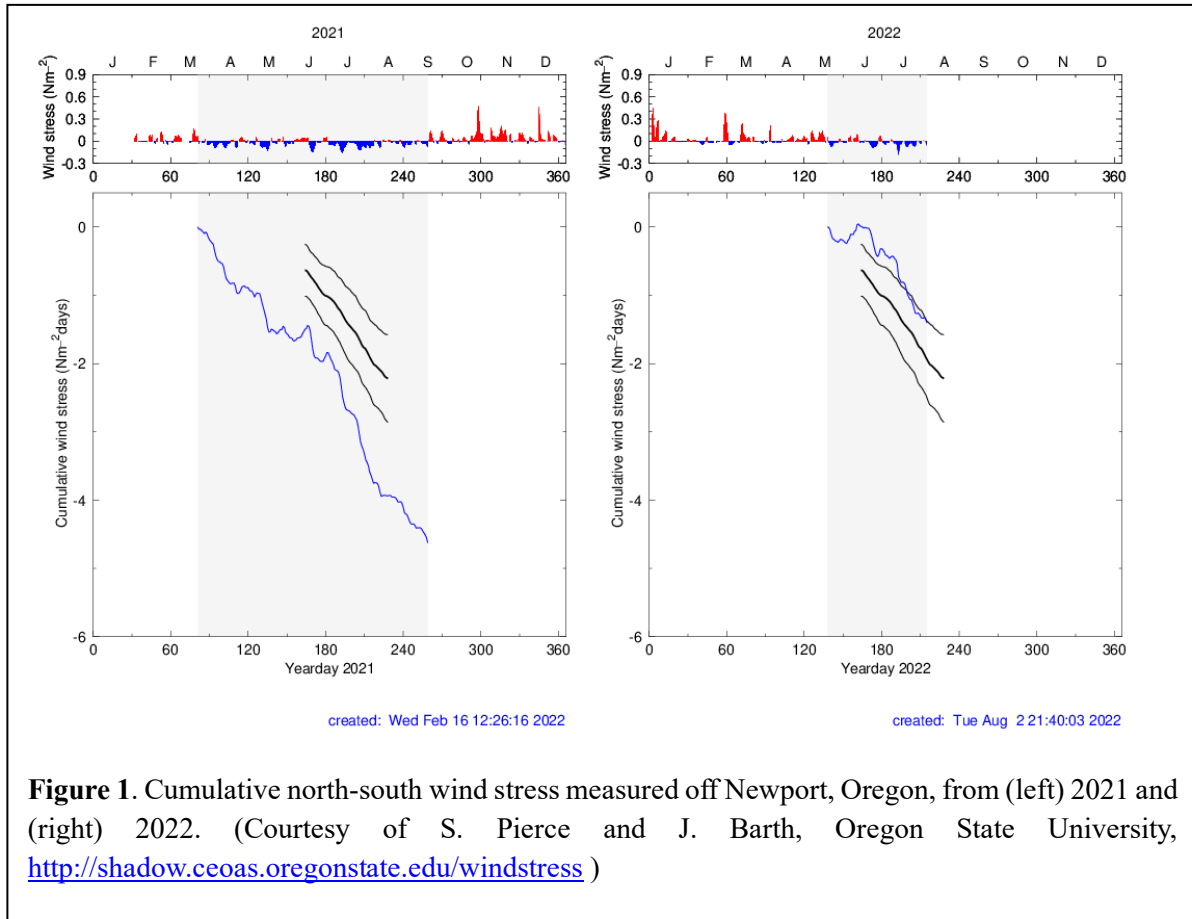 2021
2022
J F M A M J J A S O N D
J F M A M J J A S O N D
Wind stress (Nm−2)
0.9
0.6
0.3
0
-0.3
0 60 120 180 240 300 360
Wind stress (Nm−2)
0.9
0.6
0.3
0
-0.3
0 60 120 180 240 300 360
Cumulative wind stress (Nm−2days)
0
-2
-4
-6
0 60 120 180 240 300 360
Yearday 2021
Cumulative wind stress (Nm−2days)
0
-2
-4
-6
0 60 120 180 240 300 360
Yearday 2022
created: Wed Feb 16 12:26:16 2022
created: Tue Aug 2 21:40:03 2022
Figure 1. Cumulative north-south wind stress measured off Newport, Oregon, from (left) 2021 and
(right) 2022. (Courtesy of S. Pierce and J. Barth, Oregon State University,
http://shadow.ceoas.oregonstate.edu/windstress )